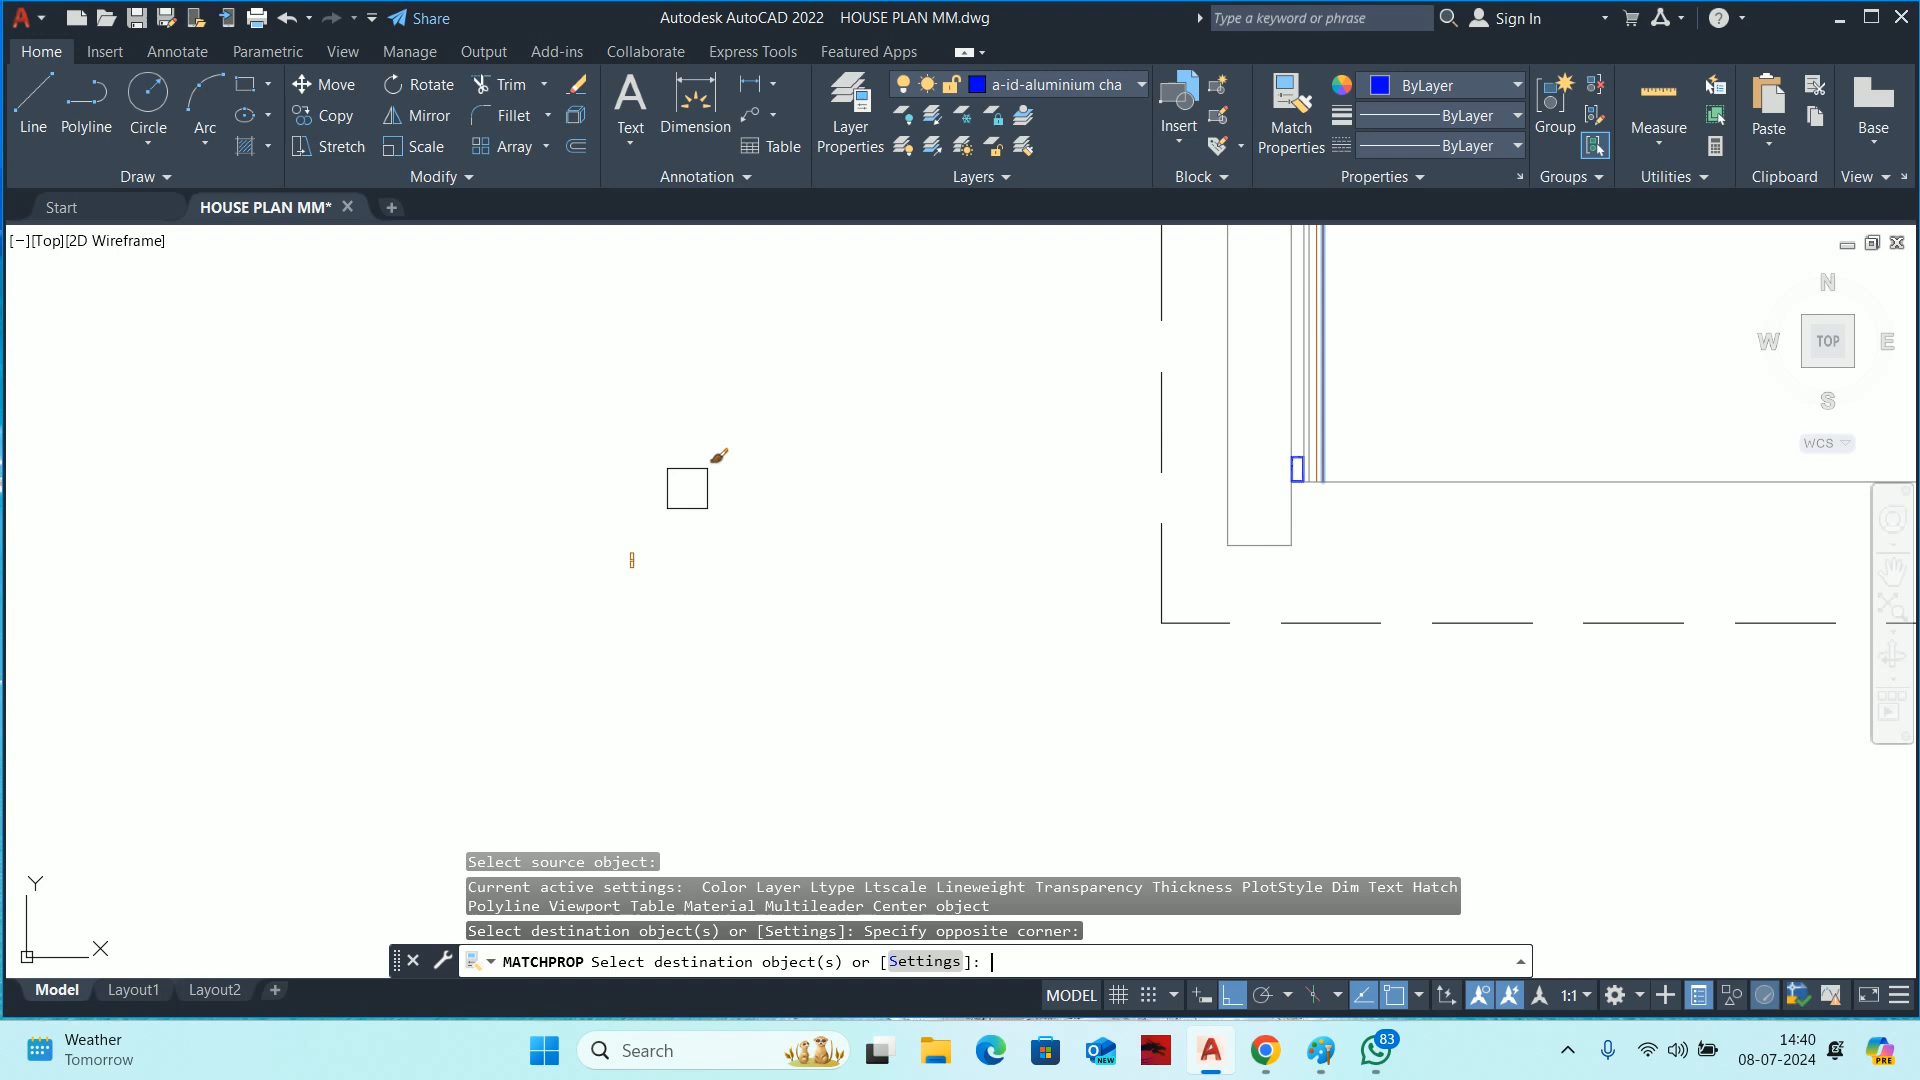 Share
Autodesk AutoCAD 2022 HOUSE PLAN MM.dwg
Type a keyword or phrase
Sign In
Home Insert Annotate Parametric View Manage Output Add-ins Collaborate Express Tools Featured Apps
Line Polyline Circle Arc
Move Rotate Trim
Copy Mirror Fillet
Stretch Scale Array
Text Dimension Table
Layer Properties
a-id-aluminium cha
Insert
Match Properties
ByLayer
ByLayer
ByLayer
Group
Measure
Paste
Base
Draw Modify Annotation Layers Block Properties Groups Utilities Clipboard View
Start HOUSE PLAN MM*
[−][Top][2D Wireframe]
N
W TOP E
S
WCS
Select source object:
Current active settings: Color Layer Ltype Ltscale Lineweight Transparency Thickness PlotStyle Dim Text Hatch
Polyline Viewport Table Material Multileader Center object
Select destination object(s) or [Settings]: Specify opposite corner:
MATCHPROP Select destination object(s) or [Settings]:
Y
X
Model Layout1 Layout2
MODEL 1:1
Weather
Tomorrow
Search
NEW
83
14:40
08-07-2024
PRE